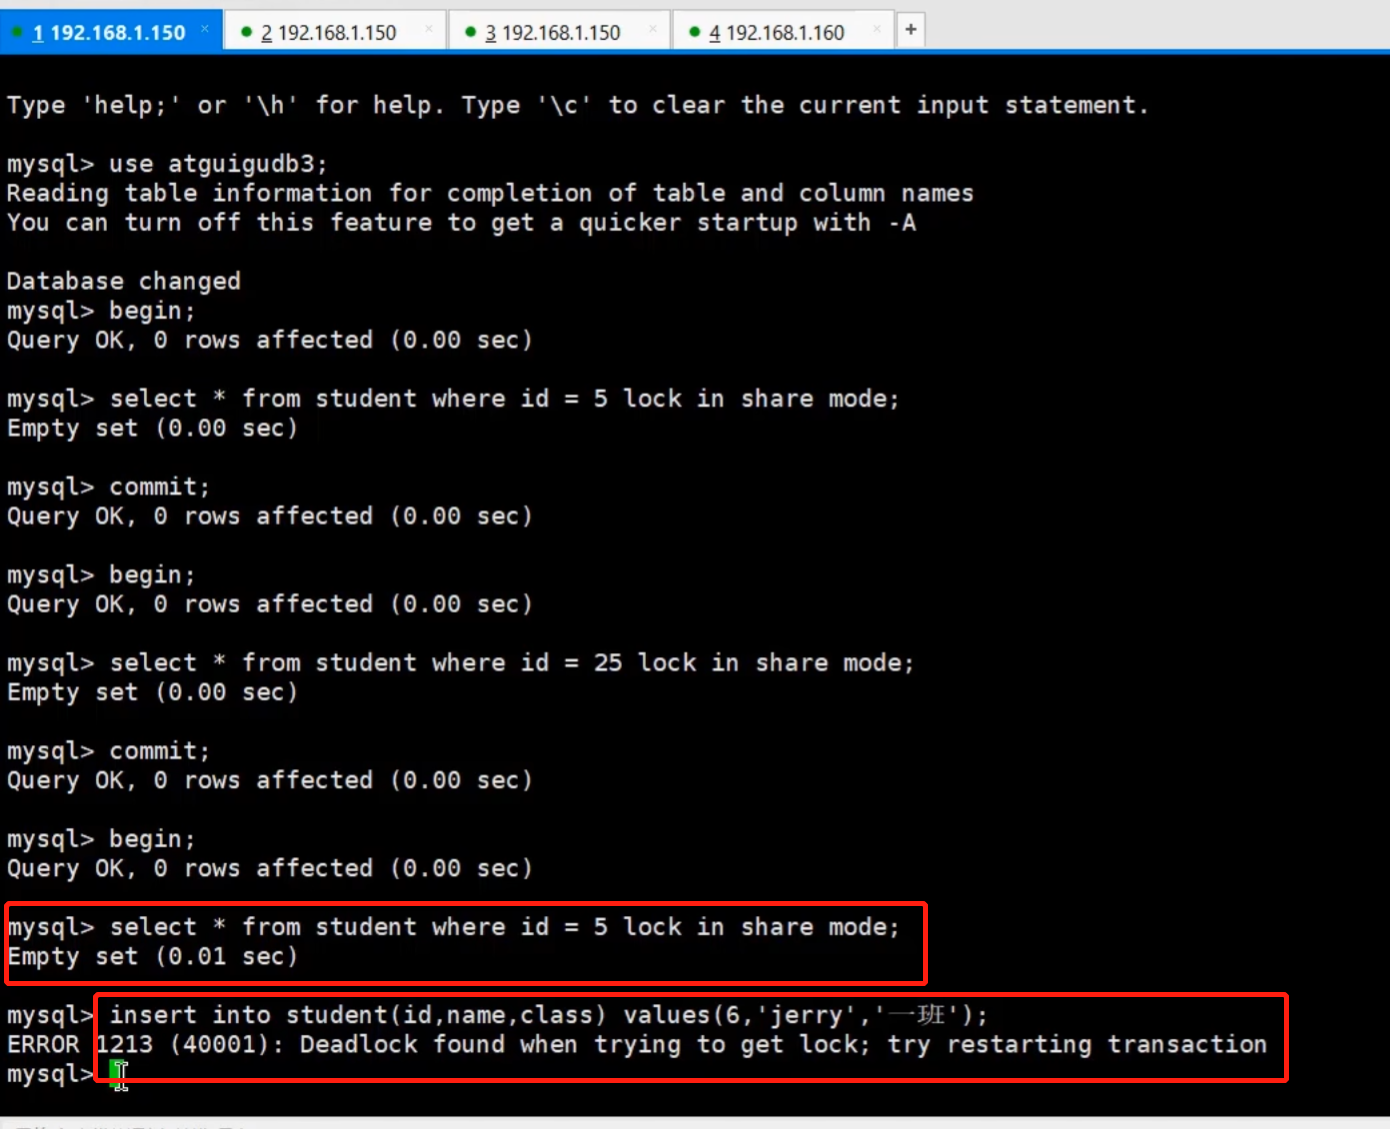 1 192.168.1.150 × 2 192.168.1.150 × 3 192.168.1.150 × 4 192.168.1.160 × +
Type 'help;' or '\h' for help. Type '\c' to clear the current input statement.
mysql> use atguigudb3;
Reading table information for completion of table and column names
You can turn off this feature to get a quicker startup with -A
Database changed
mysql> begin;
Query OK, 0 rows affected (0.00 sec)
mysql> select * from student where id = 5 lock in share mode;
Empty set (0.00 sec)
mysql> commit;
Query OK, 0 rows affected (0.00 sec)
mysql> begin;
Query OK, 0 rows affected (0.00 sec)
mysql> select * from student where id = 25 lock in share mode;
Empty set (0.00 sec)
mysql> commit;
Query OK, 0 rows affected (0.00 sec)
mysql> begin;
Query OK, 0 rows affected (0.00 sec)
mysql> select * from student where id = 5 lock in share mode;
Empty set (0.01 sec)
mysql> insert into student(id,name,class) values(6,'jerry','一班');
ERROR 1213 (40001): Deadlock found when trying to get lock; try restarting transaction
mysql>